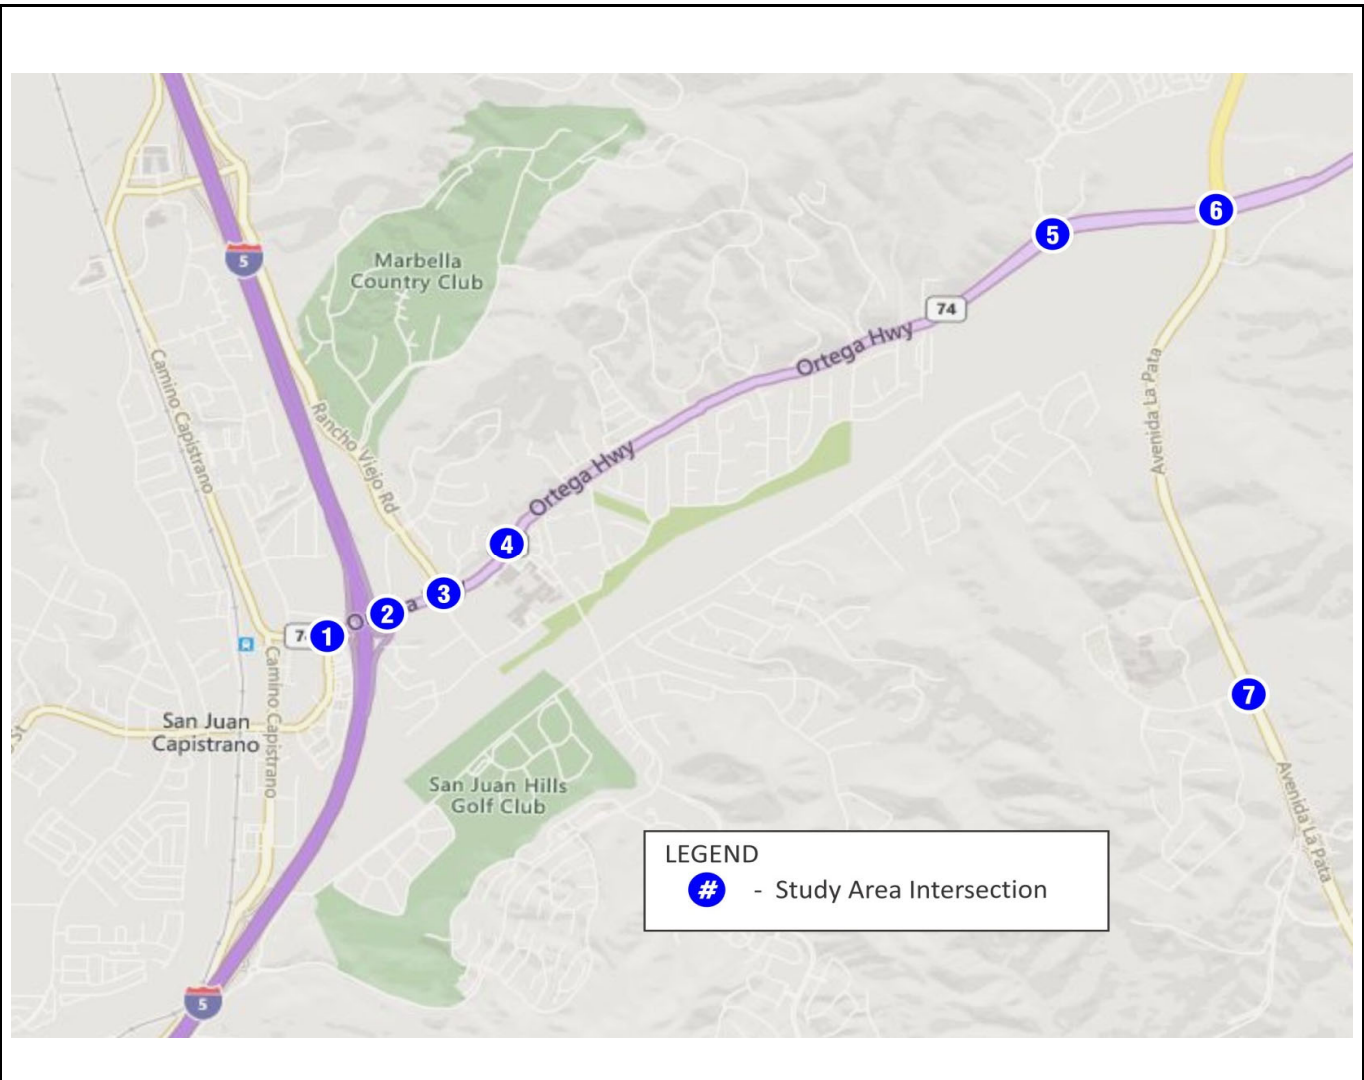 5
6
5
Marbella
Country Club
74
Ortega Hwy
Camino Capistrano
Avenida La Pata
Rancho Viejo Rd
Ortega Hwy
4
3
2
a
O
7
1
Camino Capistrano
7
San Juan
Capistrano
St
San Juan Hills
Golf Club
Avenida La Pata
LEGEND
# - Study Area Intersection
5